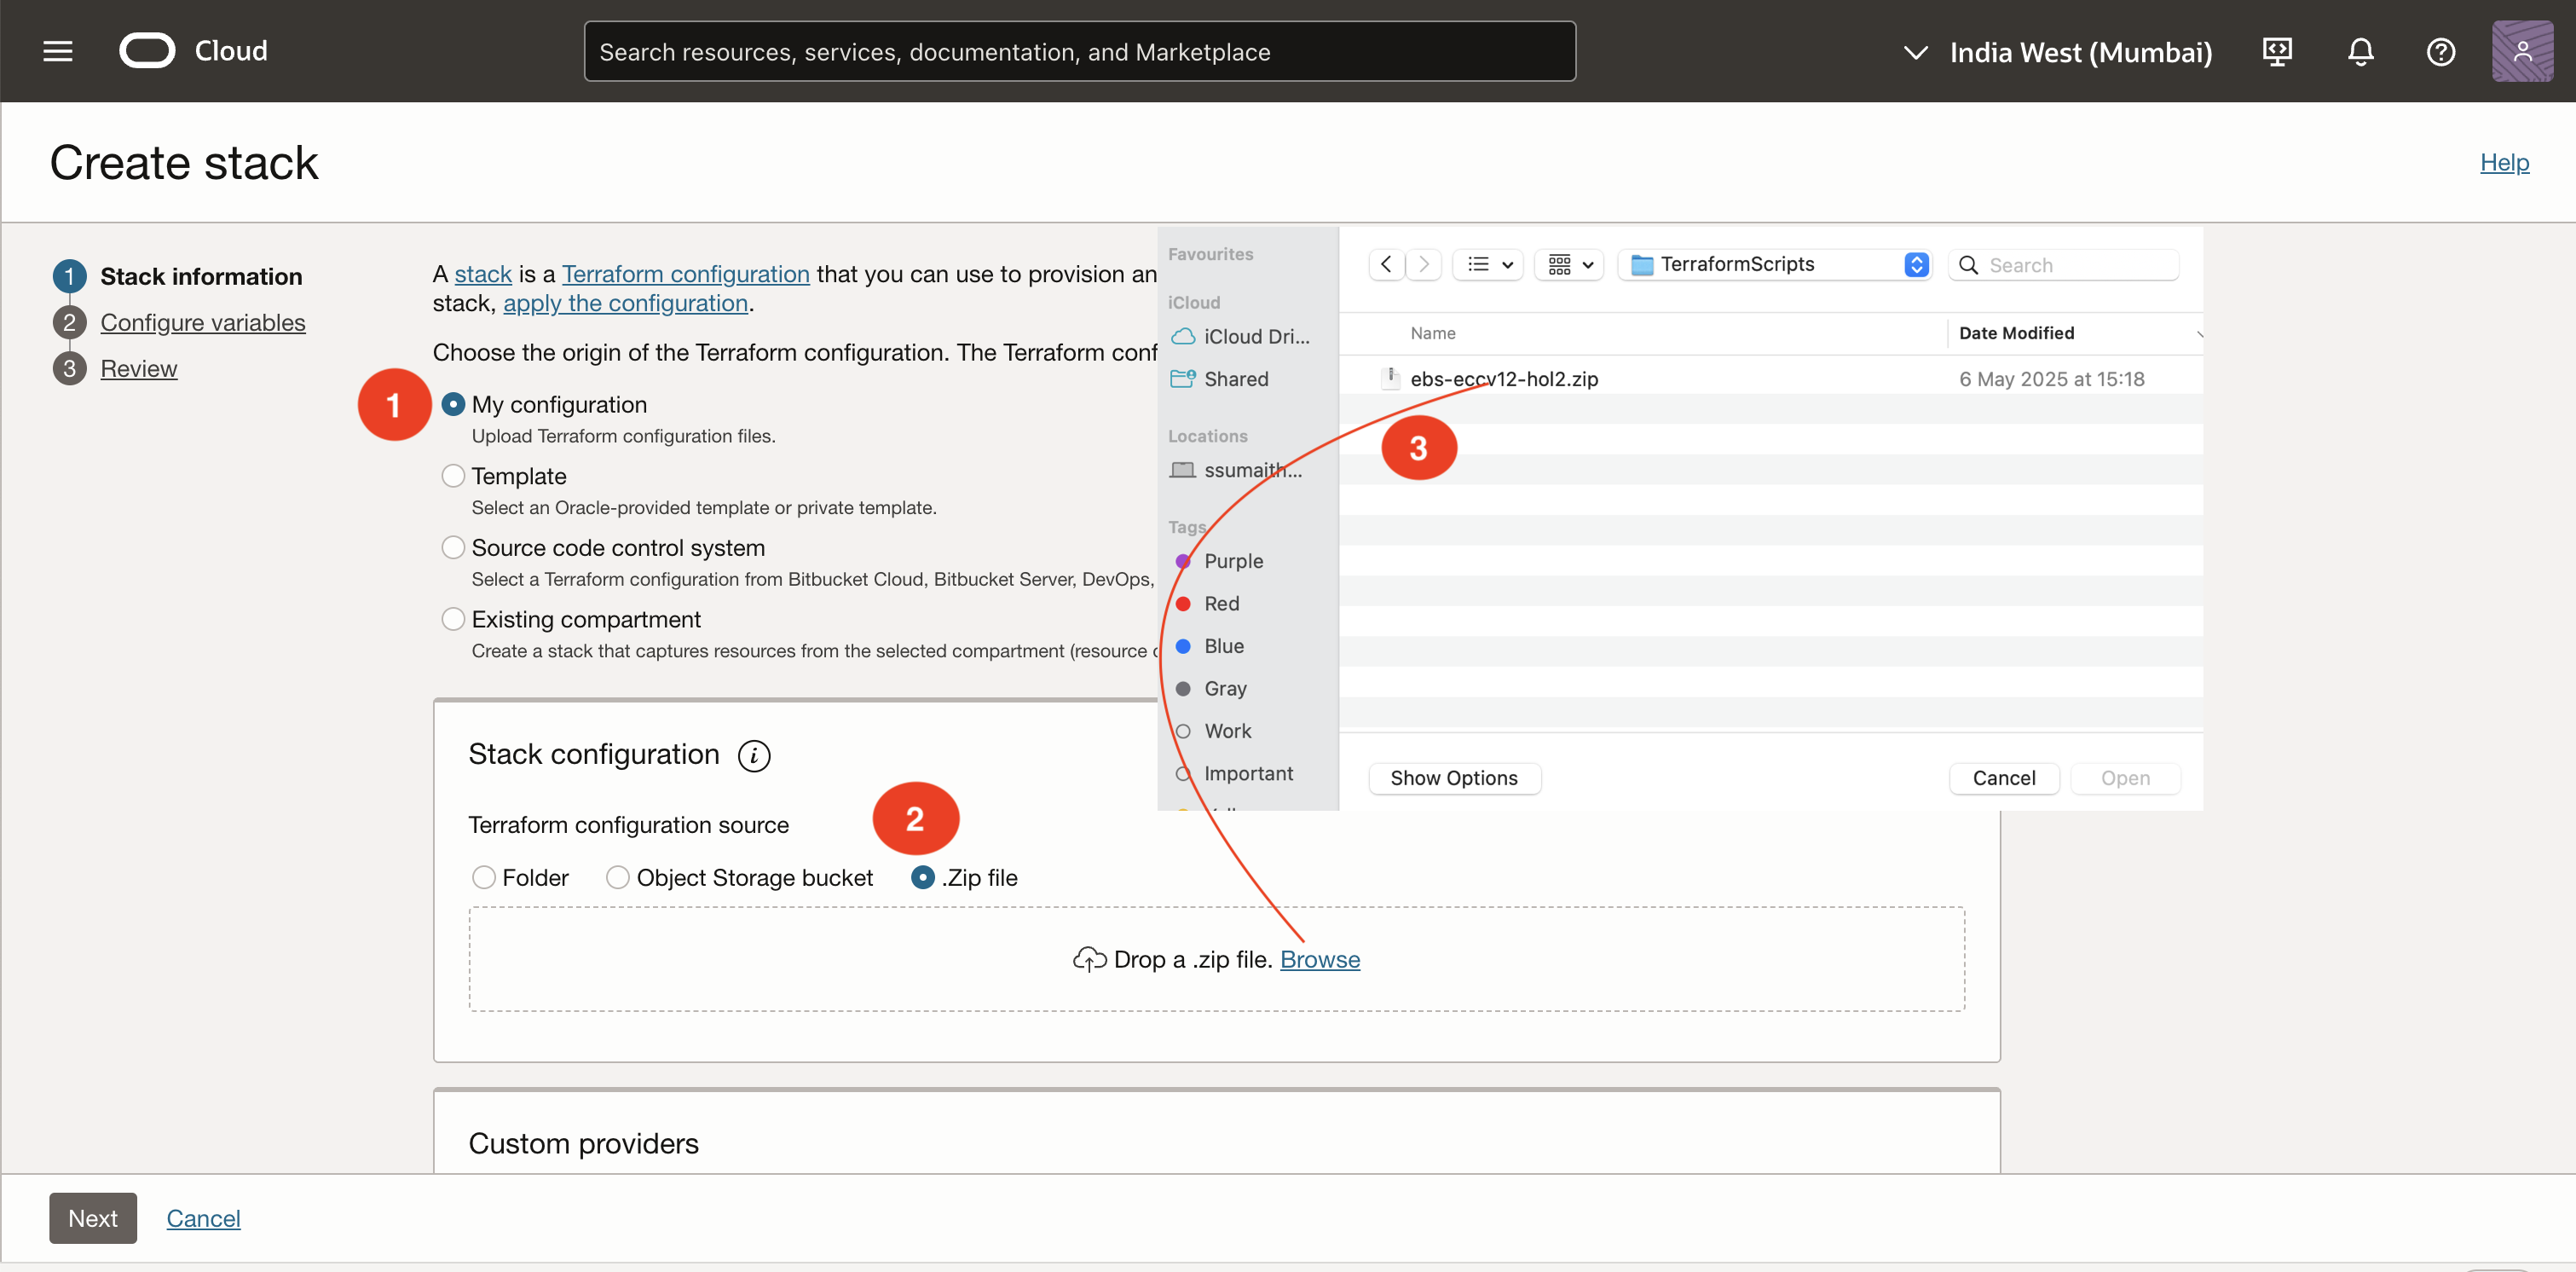 Cloud
Search resources, services, documentation, and Marketplace
India West (Mumbai)
Create stack
Help
1 Stack information
2 Configure variables
3 Review
A stack is a Terraform configuration that you can use to provision an
stack, apply the configuration.
Choose the origin of the Terraform conf
1
My configuration
Upload Terraform configuration files.
Template
Select an Oracle-provided template or private template.
Source code control system
Select a Terraform configuration from Bitbucket Cloud, Bitbucket Server, DevOps,
Existing compartment
Create a stack that captures resources from the selected compartment (resource
Favourites
iCloud
iCloud Dri...
Shared
Locations
ssumaith...
Tags
Purple
Red
Blue
Gray
Work
Important
TerraformScripts
Search
Name
Date Modified
ebs-eccv12-hol2.zip
6 May 2025 at 15:18
3
Show Options
Cancel
Open
Stack configuration
Terraform configuration source
2
Folder
Object Storage bucket
.Zip file
Drop a .zip file. Browse
Custom providers
Next
Cancel